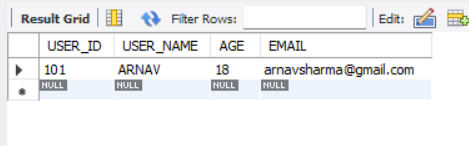 Result Grid Filter Rows: Edit:
USER_ID USER_NAME AGE EMAIL
101 ARNAV 18 arnavsharma@gmail.com
NULL NULL NULL NULL